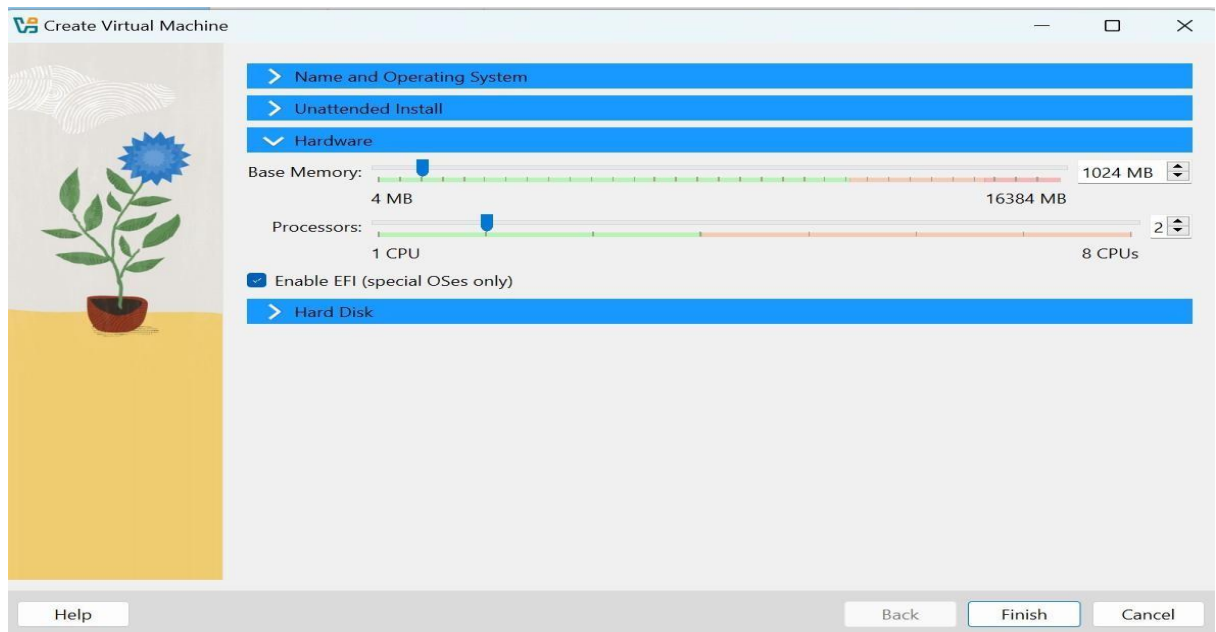 Create Virtual Machine
Name and Operating System
Unattended Install
Hardware
Base Memory: 1024 MB
4 MB 16384 MB
Processors: 2
1 CPU 8 CPUs
Enable EFI (special OSes only)
Hard Disk
Help Back Finish Cancel